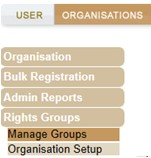 USER ORGANISATIONS
Organisation
Bulk Registration
Admin Reports
Rights Groups
Manage Groups
Organisation Setup